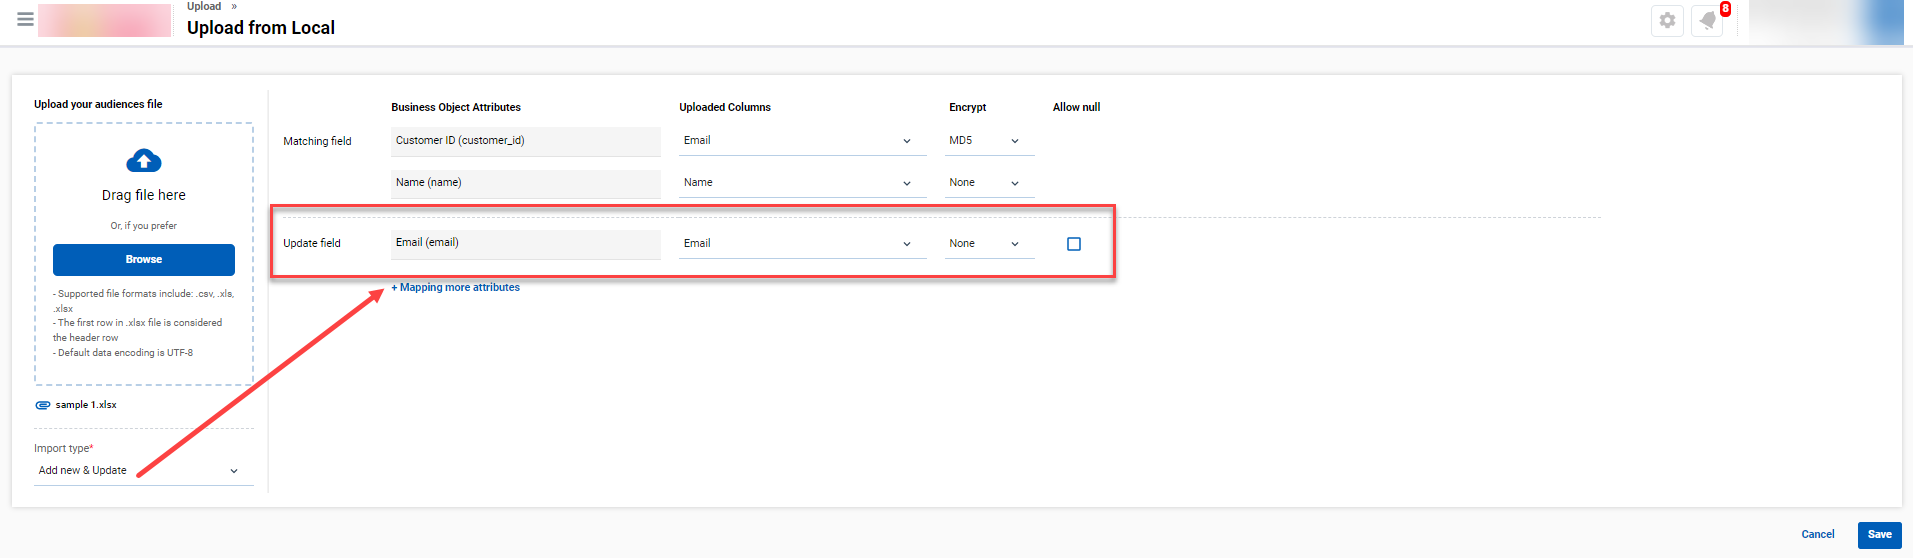 Upload »
Upload from Local
8
Upload your audiences file
Drag file here
Or, if you prefer
Browse
- Supported file formats include: .csv, .xls,
.xlsx
- The first row in .xlsx file is considered
the header row
- Default data encoding is UTF-8
sample 1.xlsx
Import type*
Add new & Update
Business Object Attributes Uploaded Columns Encrypt Allow null
Matching field Customer ID (customer_id) Email MD5
Name (name) Name None
Update field Email (email) Email None
+ Mapping more attributes
Cancel Save